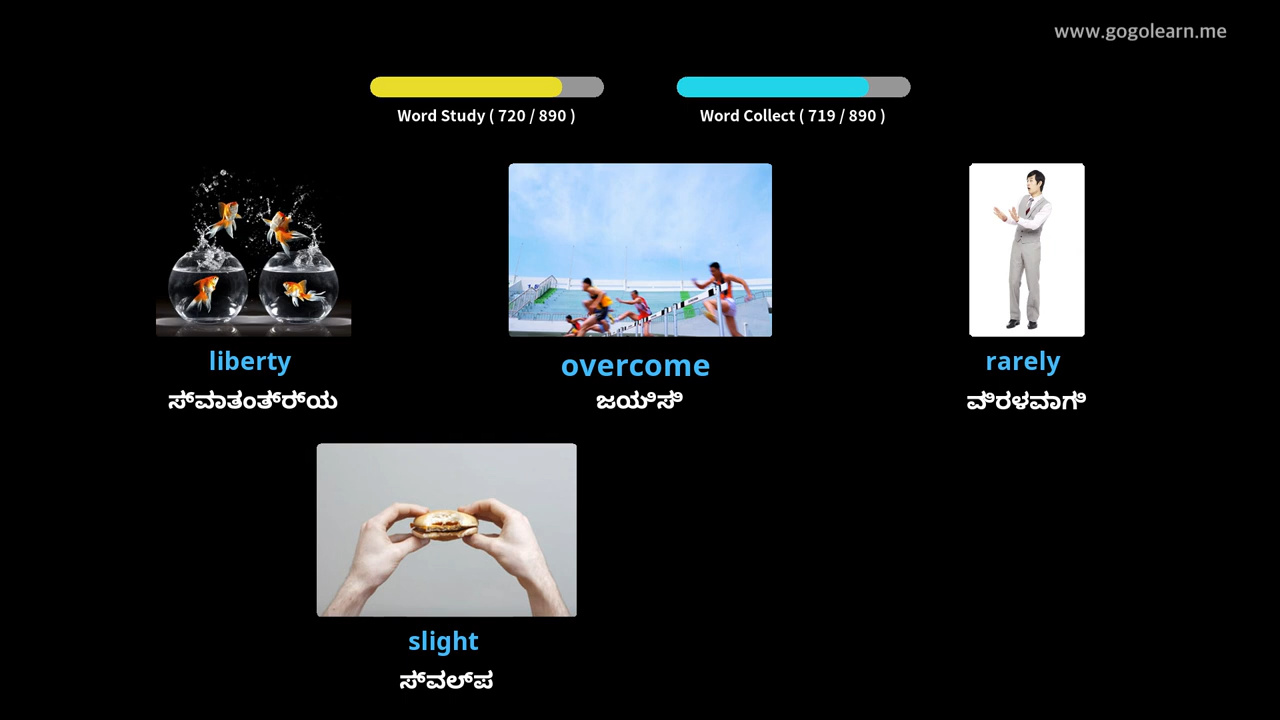 www.gogolearn.me
Word Study ( 720 / 890 )
Word Collect ( 719 / 890 )
liberty
overcome
rarely
ಸ್ವಾತಂತ್ರ್ಯ
ಜಯಿಸಿ
ವಿರಳವಾಗಿ
slight
ಸ್ವಲ್ಪ